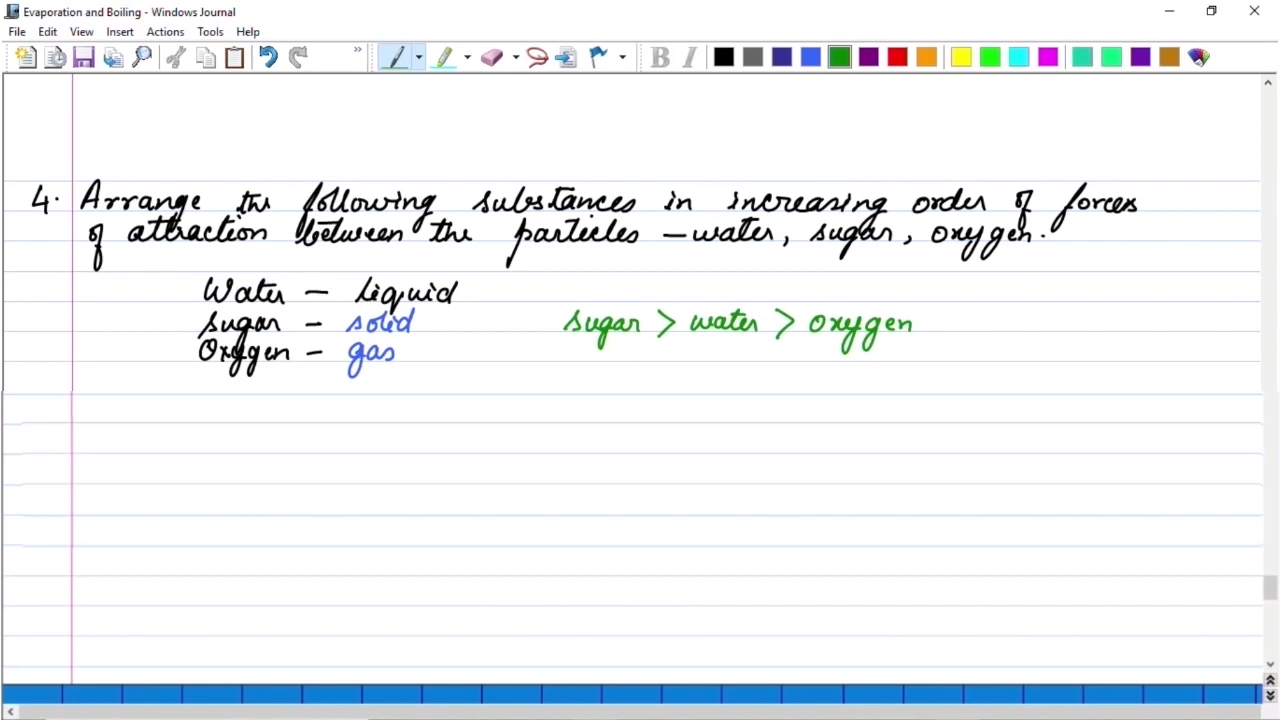 Evaporation and Boiling - Windows Journal
File Edit View Insert Actions Tools Help
4. Arrange the following substances in increasing order of forces
of attraction between the particles – water, sugar, oxygen.
Water – liquid
Sugar – solid
sugar > water > oxygen
Oxygen – gas